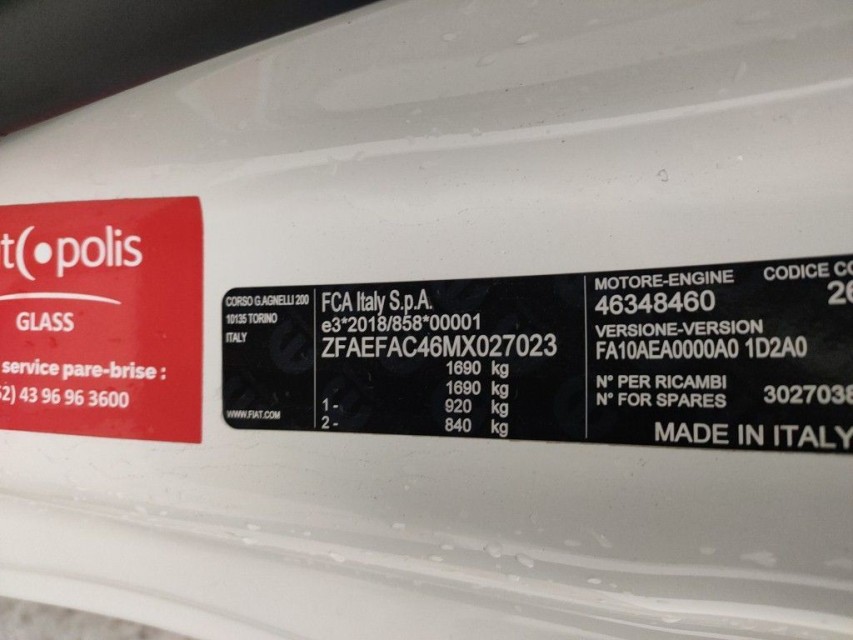 polis
GLASS
service pare-brise :
52) 43 96 96 3600
CORSO G.AGNELLI 200
10135 TORINO
ITALY
WWW.FIAT.COM
FCA Italy S.p.A.
e3*2018/858*00001
ZFAEFAC46MX027023
1690 kg
1690 kg
1- 920 kg
2- 840 kg
MOTORE-ENGINE
46348460
VERSIONE-VERSION
FA10AEA0000A0 1D2A0
N° PER RICAMBI
N° FOR SPARES
CODICE
3027038
MADE IN ITALY